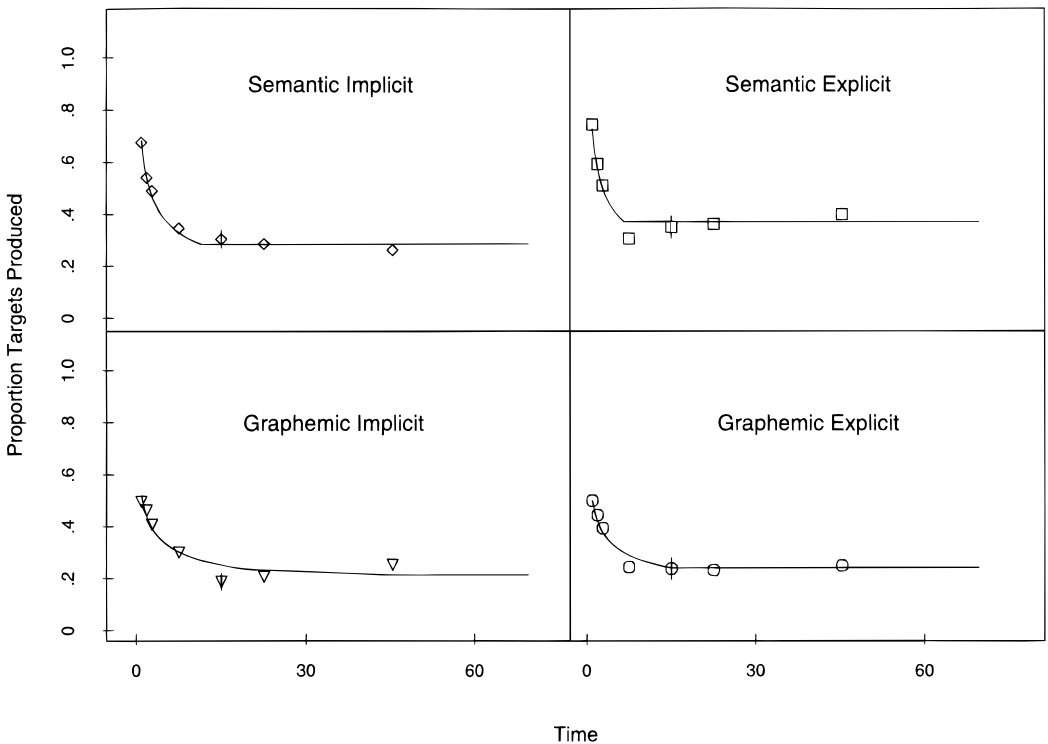 Semantic Implicit
Semantic Explicit
1.0
.8
.6
.4
.2
0
Graphemic Implicit
Graphemic Explicit
1.0
.8
.6
.4
.2
0
Proportion Targets Produced
0 30 60 0 30 60
Time